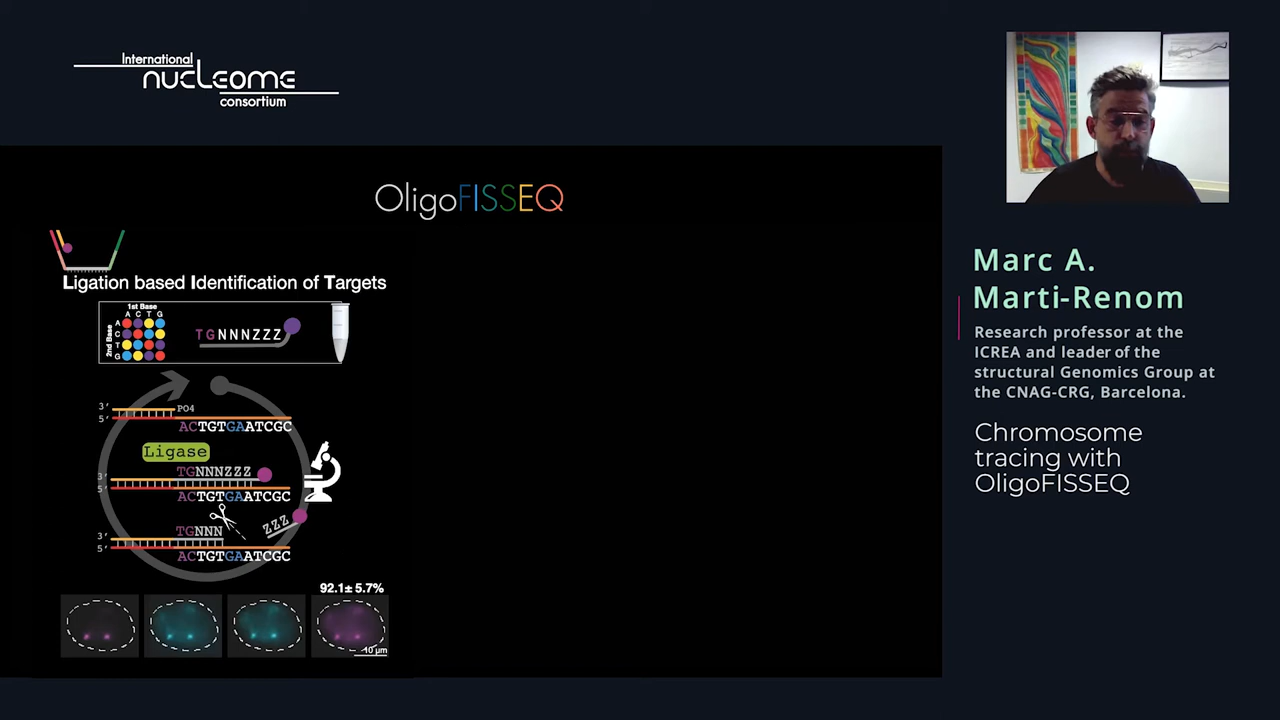 International
nucleome
consortium
OligoFISSEQ
Ligation based Identification of Targets
1st Base
A C T G
2nd Base
A
C
T
G
TGNNNZZZ
3' PO4
5'
ACTGTGAATCGC
Ligase
TGNNNZZZ
3'
5'
ACTGTGAATCGC
ZZZ
TGNNN
3'
5'
ACTGTGAATCGC
92.1± 5.7%
10 µm
Marc A.
Marti-Renom
Research professor at the
ICREA and leader of the
structural Genomics Group at
the CNAG-CRG, Barcelona.
Chromosome
tracing with
OligoFISSEQ